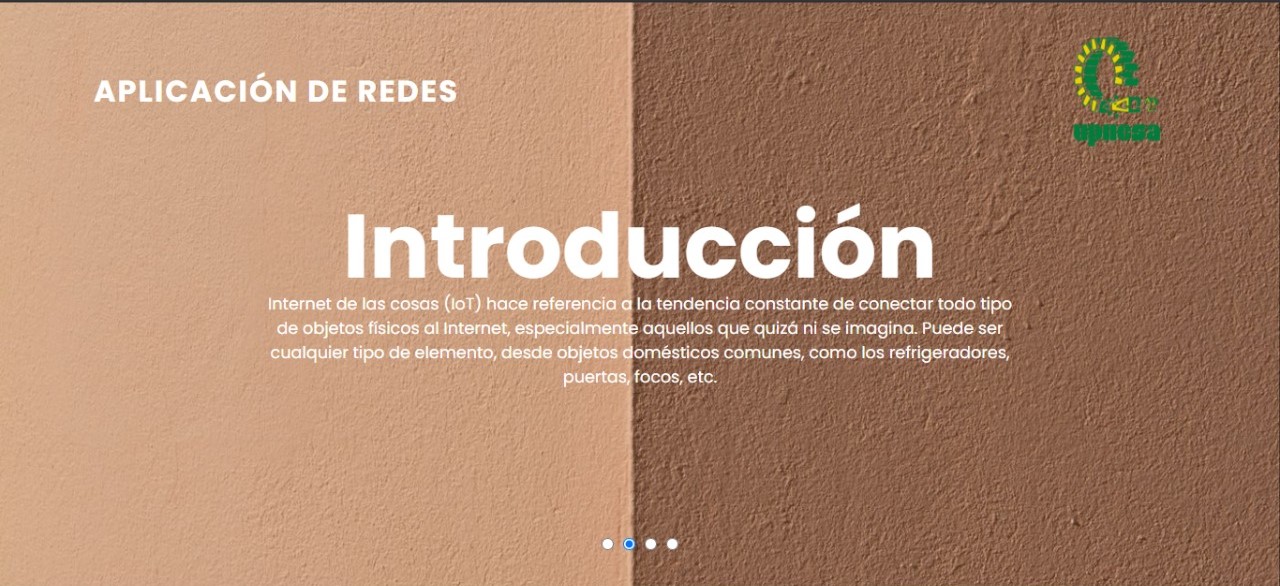 APLICACIÓN DE REDES
upiicsa
Introducción
Internet de las cosas (IoT) hace referencia a la tendencia constante de conectar todo tipo
de objetos físicos al Internet, especialmente aquellos que quizá ni se imagina. Puede ser
cualquier tipo de elemento, desde objetos domésticos comunes, como los refrigeradores,
puertas, focos, etc.